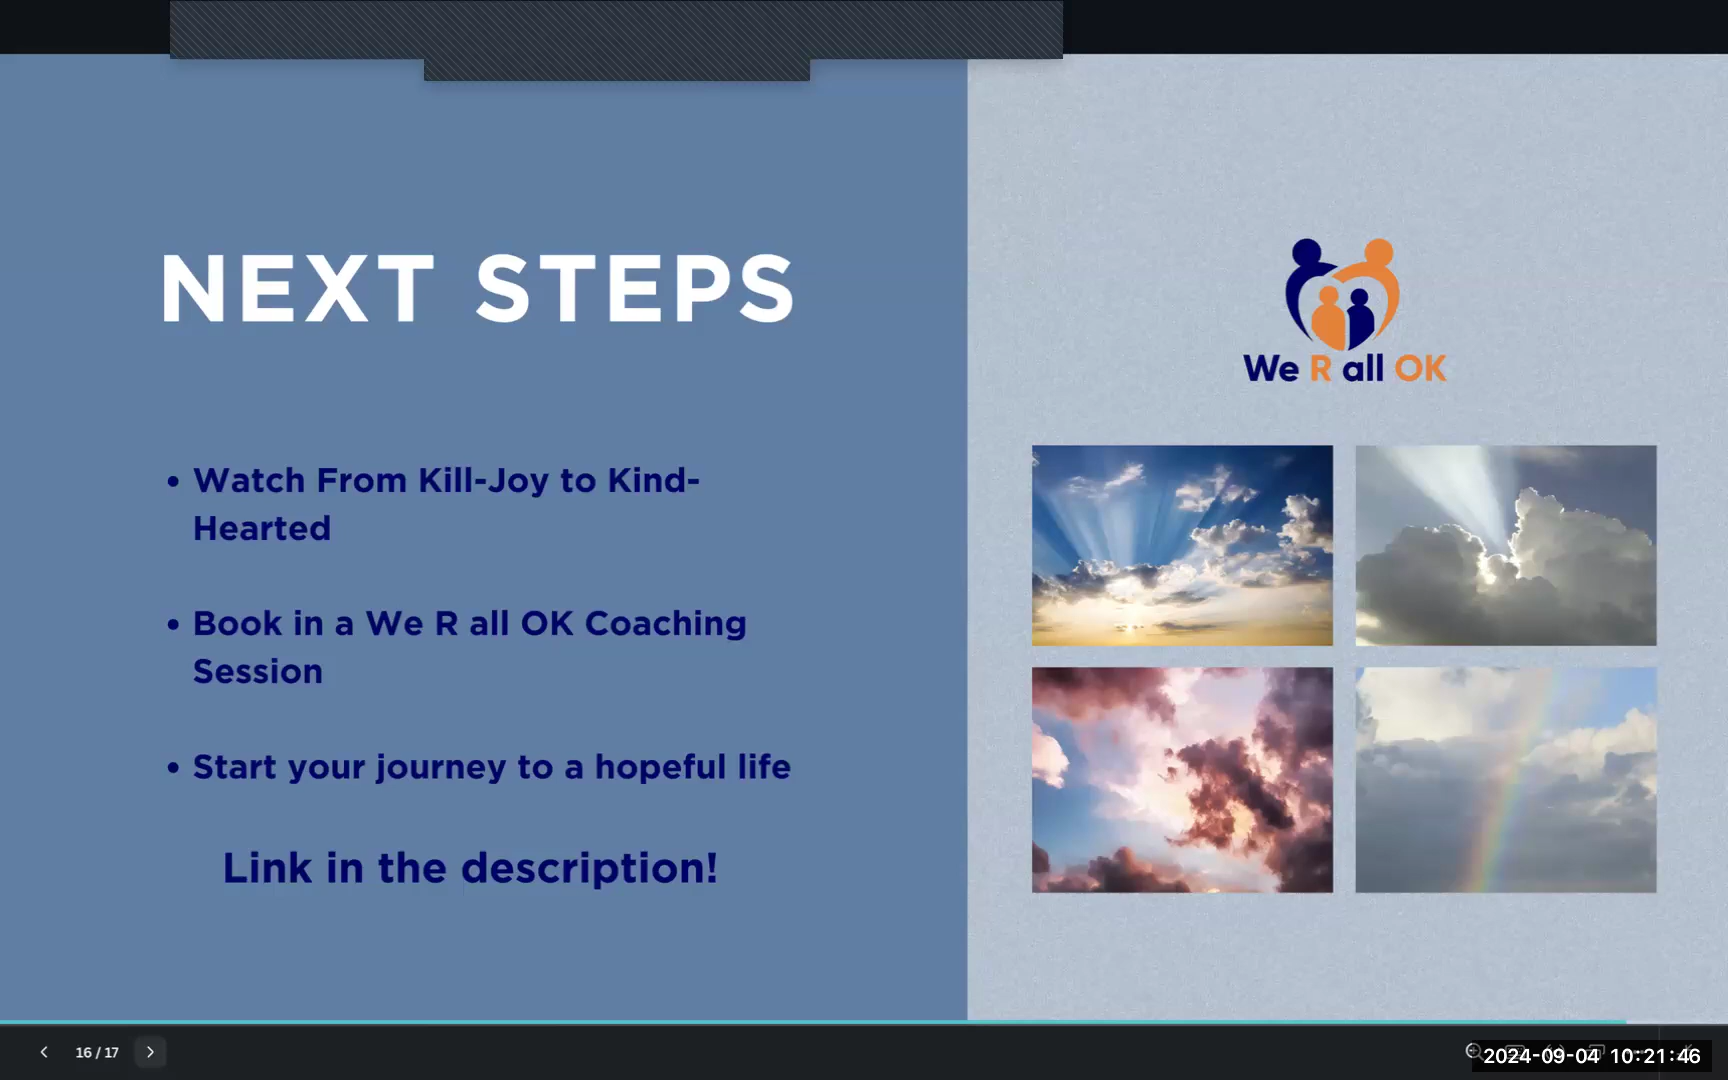 NEXT STEPS
We R all OK
• Watch From Kill-Joy to Kind-
Hearted
• Book in a We R all OK Coaching
Session
• Start your journey to a hopeful life
Link in the description!
16 / 17
2024-09-04 10:21:46